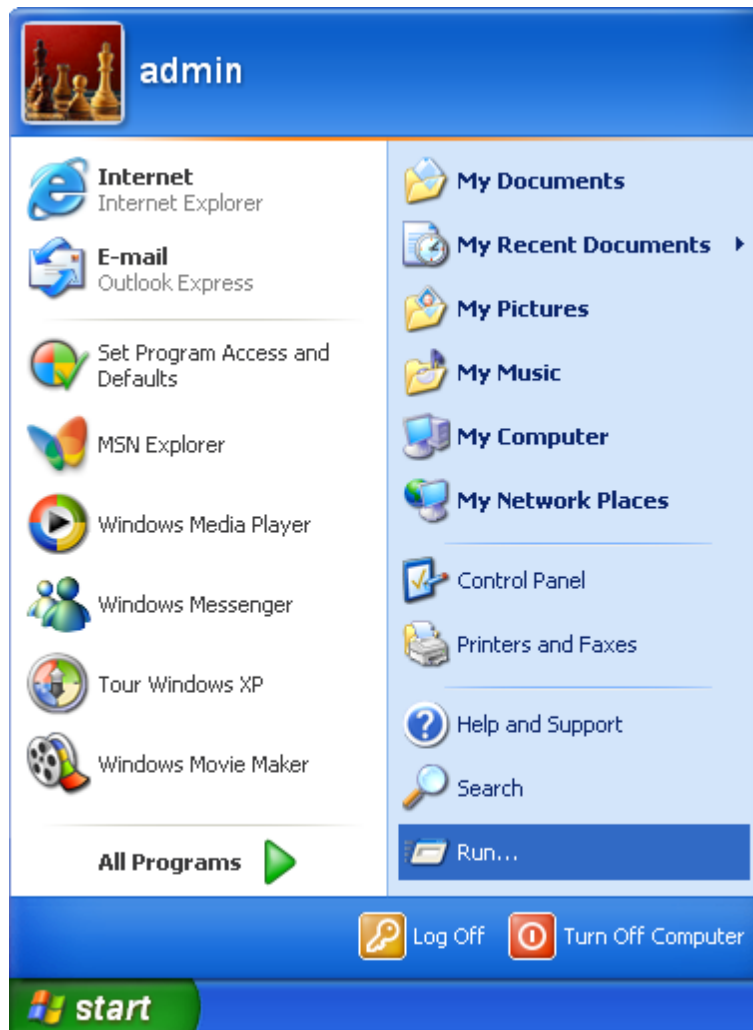 admin
Internet
Internet Explorer
E-mail
Outlook Express
Set Program Access and
Defaults
MSN Explorer
Windows Media Player
Windows Messenger
Tour Windows XP
Windows Movie Maker
All Programs
My Documents
My Recent Documents
My Pictures
My Music
My Computer
My Network Places
Control Panel
Printers and Faxes
Help and Support
Search
Run...
Log Off
Turn Off Computer
start